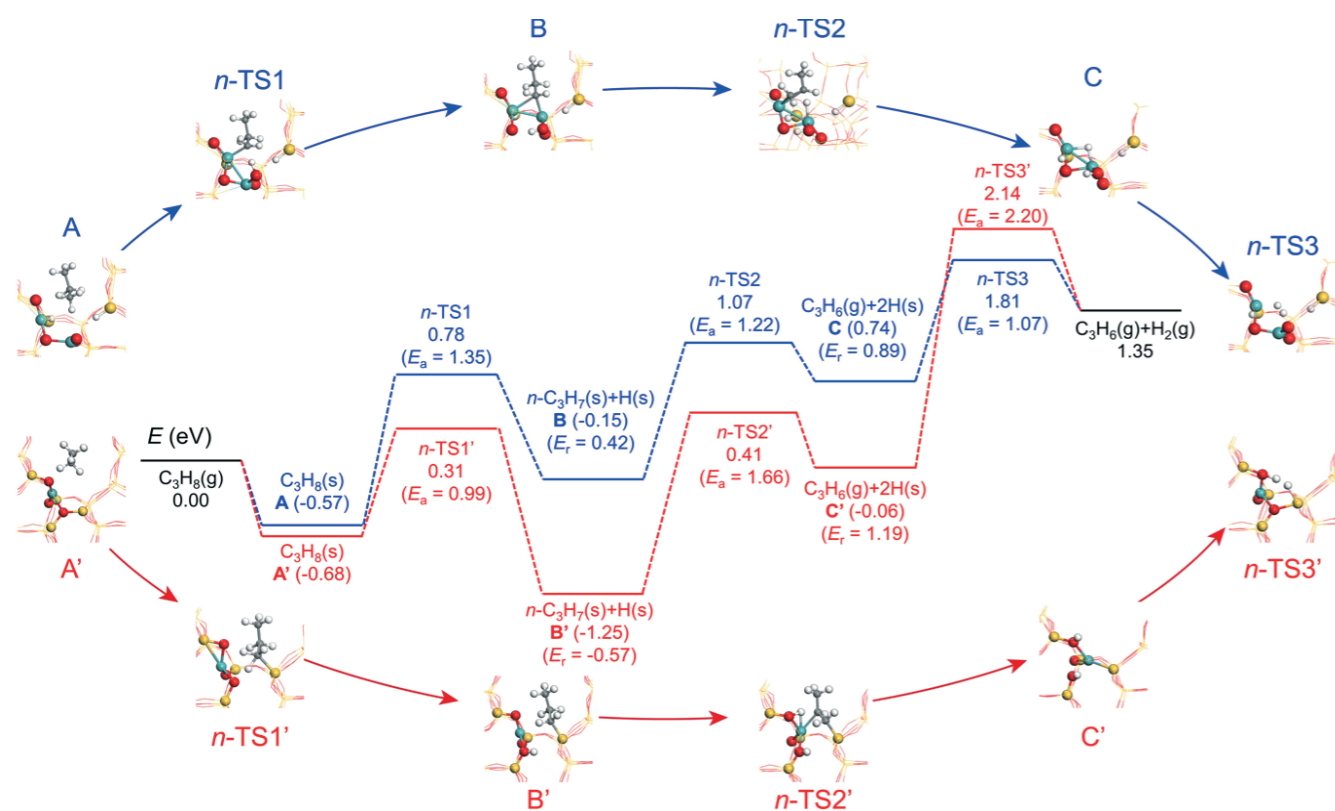 B
n-TS2
n-TS1
C
n-TS3'
2.14
(Ea = 2.20)
A
n-TS3
n-TS2
1.07
(Ea = 1.22)
C3H6(g)+2H(s)
C (0.74)
(Er = 0.89)
n-TS3
1.81
(Ea = 1.07)
C3H6(g)+H2(g)
1.35
n-TS1
0.78
(Ea = 1.35)
n-C3H7(s)+H(s)
B (-0.15)
(Er = 0.42)
E (eV)
C3H8(g)
0.00
C3H8(s)
A (-0.57)
n-TS1'
0.31
(Ea = 0.99)
n-TS2'
0.41
(Ea = 1.66)
C3H6(g)+2H(s)
C' (-0.06)
(Er = 1.19)
C3H8(s)
A' (-0.68)
A'
n-TS3'
n-C3H7(s)+H(s)
B' (-1.25)
(Er = -0.57)
n-TS1'
B'
n-TS2'
C'